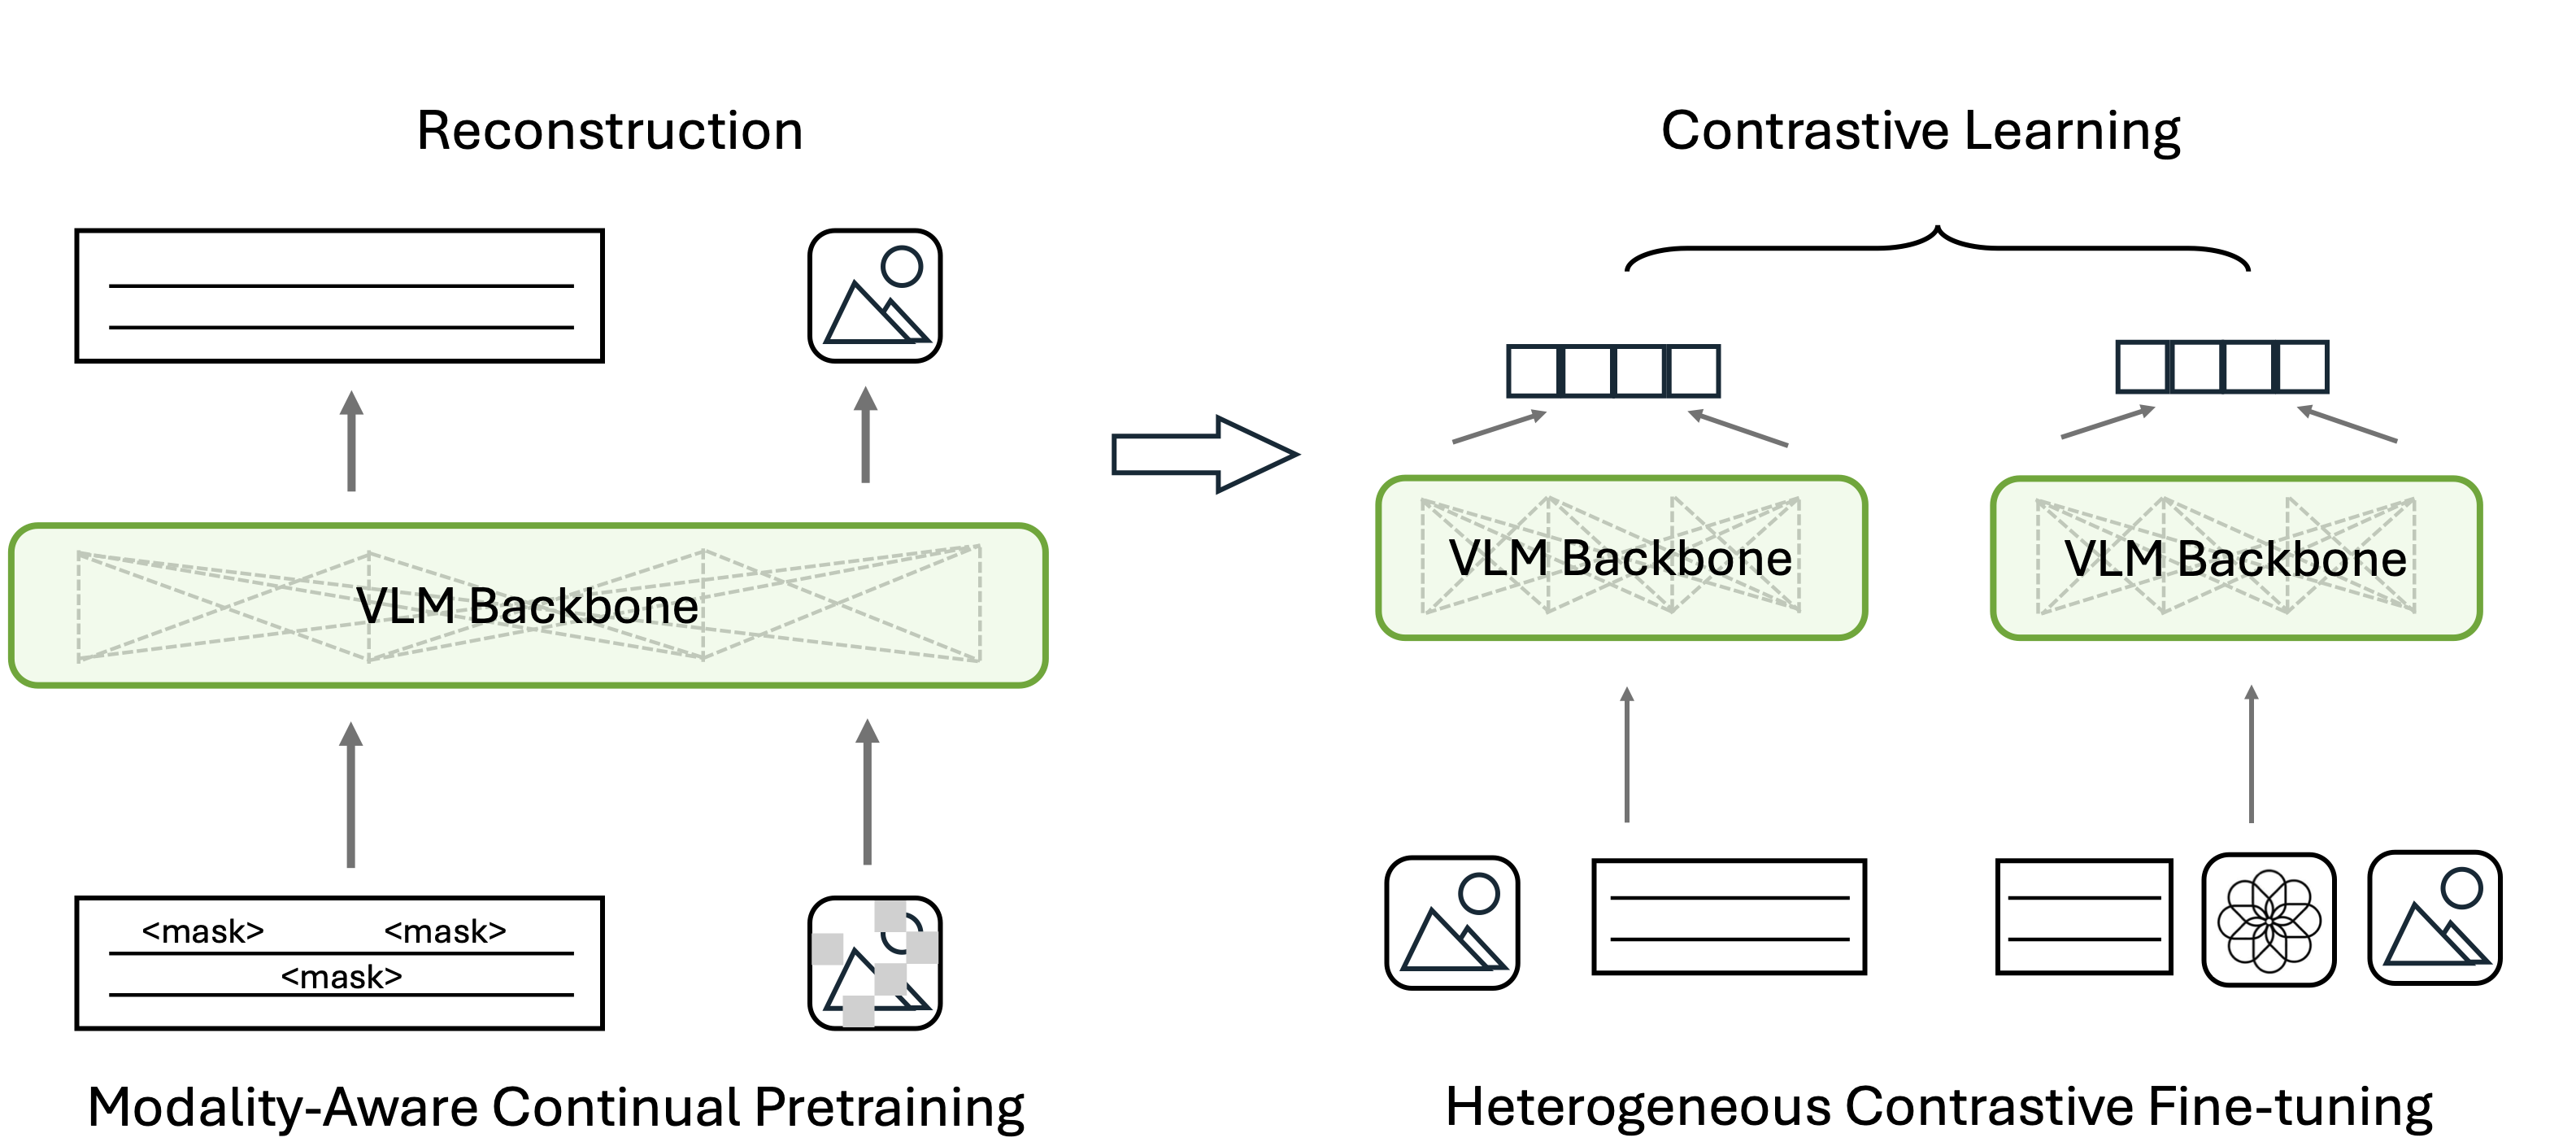 Reconstruction
Contrastive Learning
VLM Backbone
VLM Backbone
VLM Backbone
<mask> <mask>
<mask>
Modality-Aware Continual Pretraining
Heterogeneous Contrastive Fine-tuning